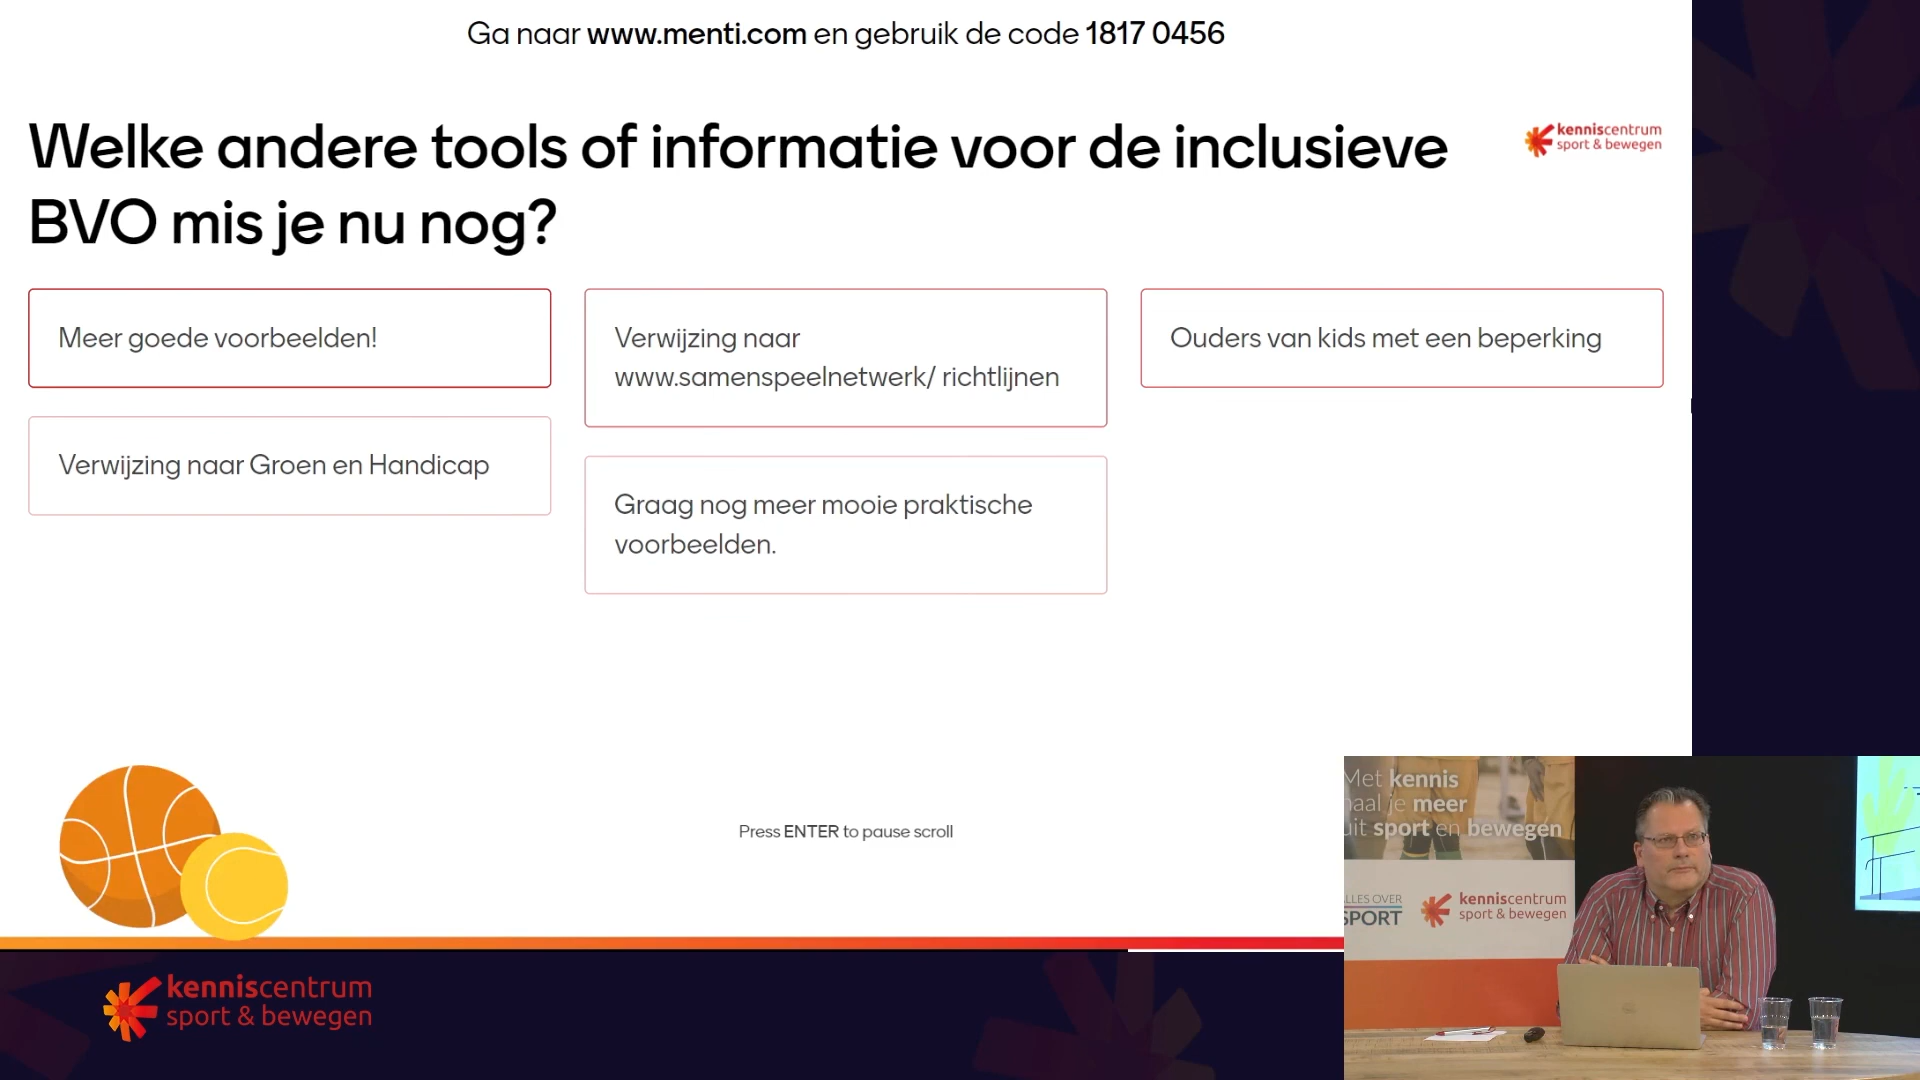 Ga naar www.menti.com en gebruik de code 1817 0456
Welke andere tools of informatie voor de inclusieve
BVO mis je nu nog?
kenniscentrum
sport & bewegen
Meer goede voorbeelden!
Verwijzing naar
www.samenspeelnetwerk/ richtlijnen
Ouders van kids met een beperking
Verwijzing naar Groen en Handicap
Graag nog meer mooie praktische
voorbeelden.
Press ENTER to pause scroll
Met kennis
haal je meer
uit sport en bewegen
ALLES OVER
SPORT
kenniscentrum
sport & bewegen
kenniscentrum
sport & bewegen